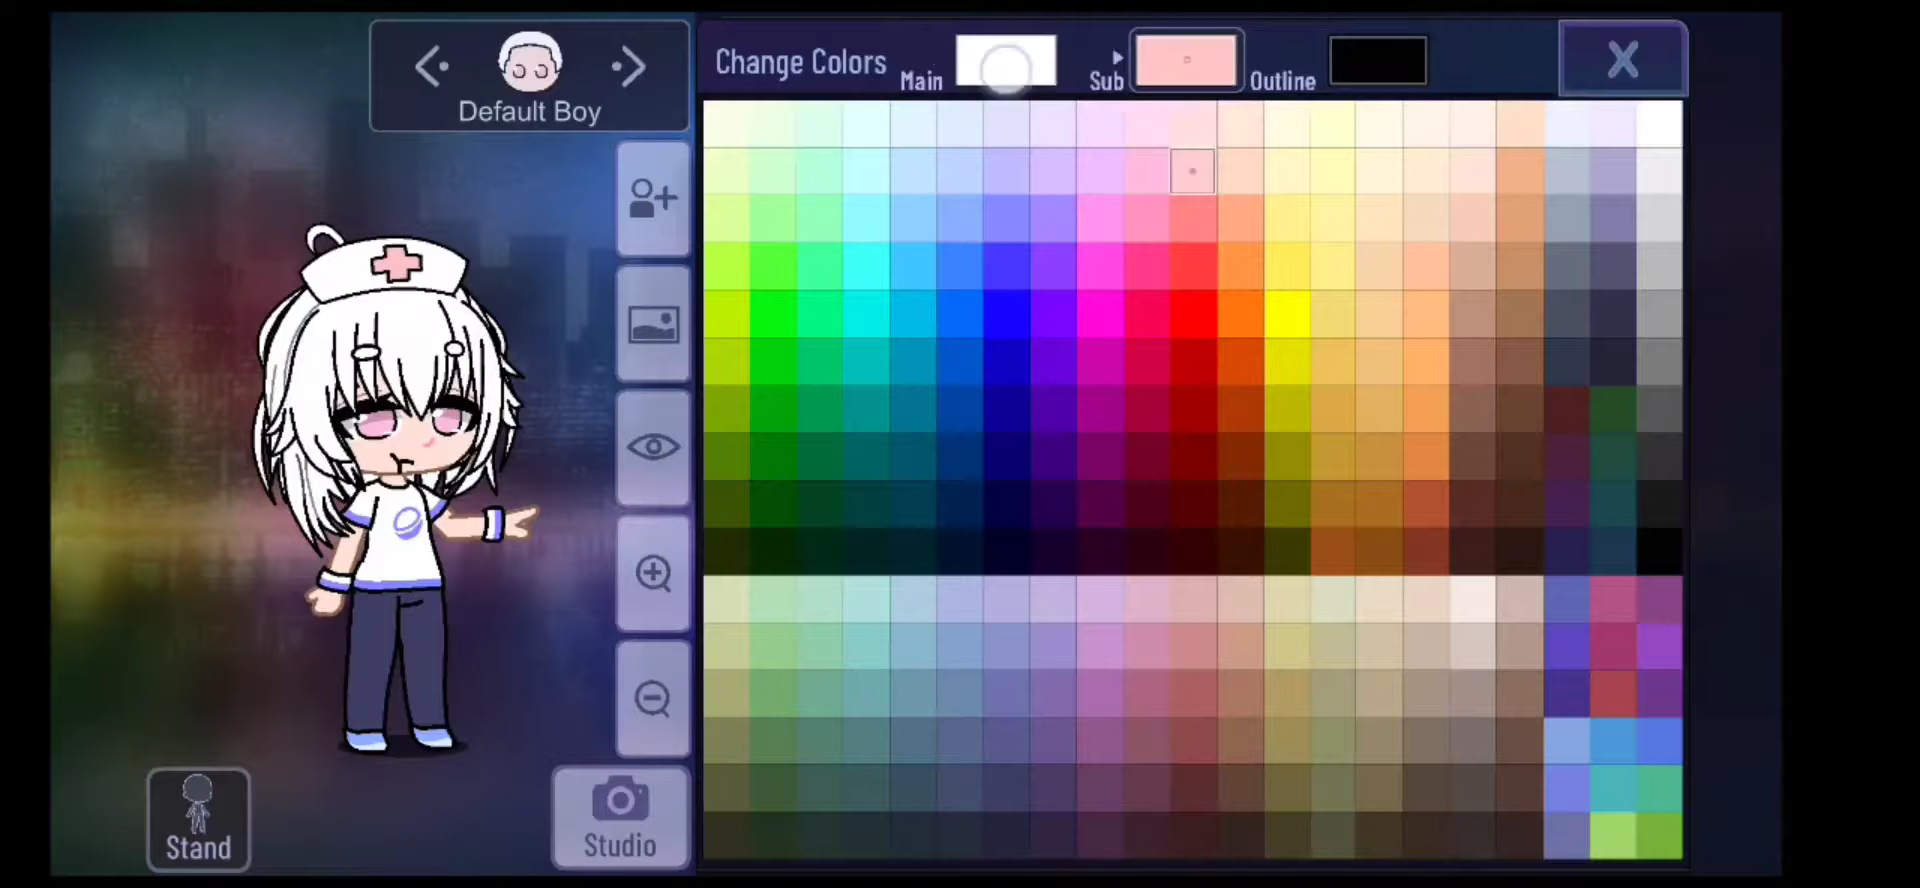 Default Boy
Change Colors
Main
Sub
Outline
X
Stand
Studio